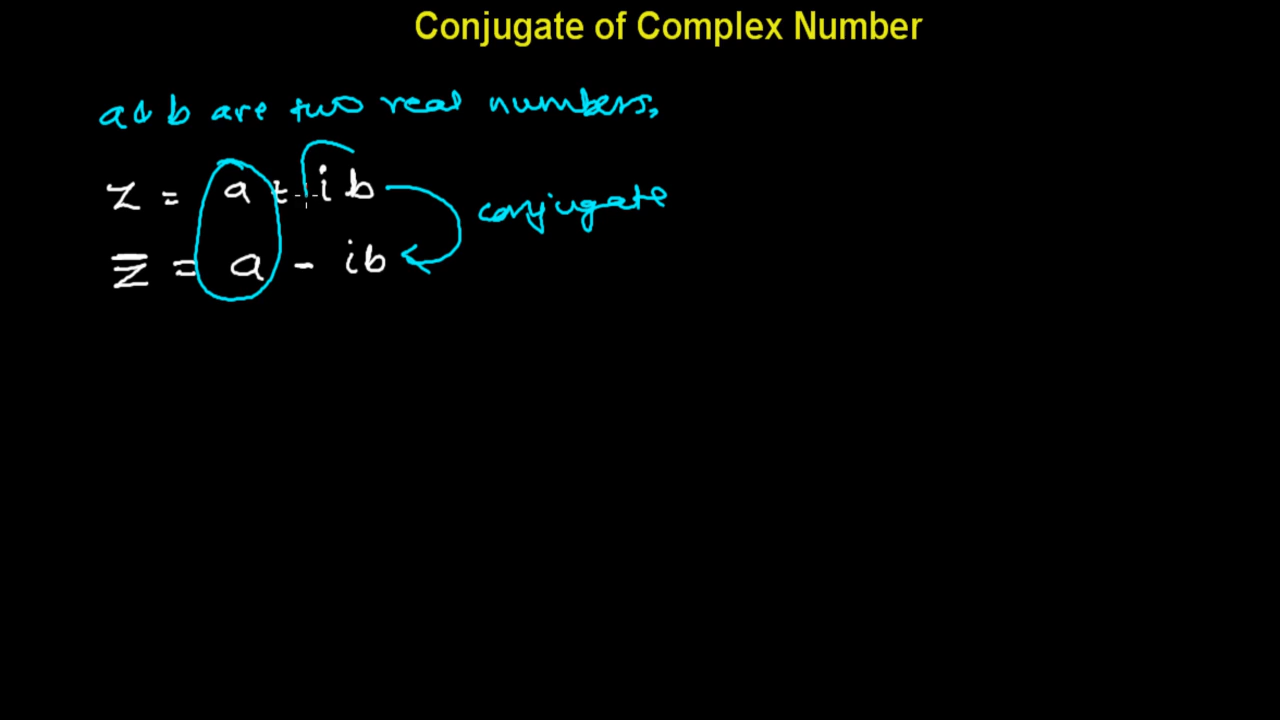 Conjugate of Complex Number
a & b are two real numbers,
z = a + ib
conjugate
z̅ = a - ib